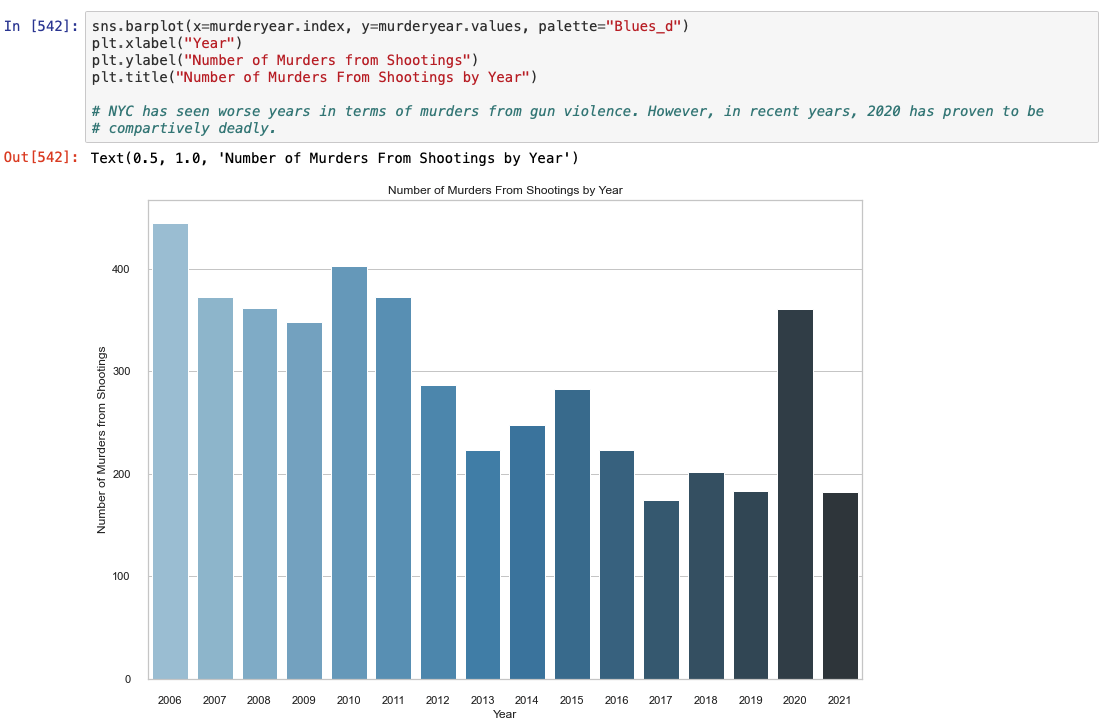 In [542]: sns.barplot(x=murderyear.index, y=murderyear.values, palette="Blues_d")
plt.xlabel("Year")
plt.ylabel("Number of Murders from Shootings")
plt.title("Number of Murders From Shootings by Year")
# NYC has seen worse years in terms of murders from gun violence. However, in recent years, 2020 has proven to be
# compartively deadly.
Out[542]: Text(0.5, 1.0, 'Number of Murders From Shootings by Year')
Number of Murders From Shootings by Year
Number of Murders from Shootings
400
300
200
100
0
2006 2007 2008 2009 2010 2011 2012 2013 2014 2015 2016 2017 2018 2019 2020 2021
Year